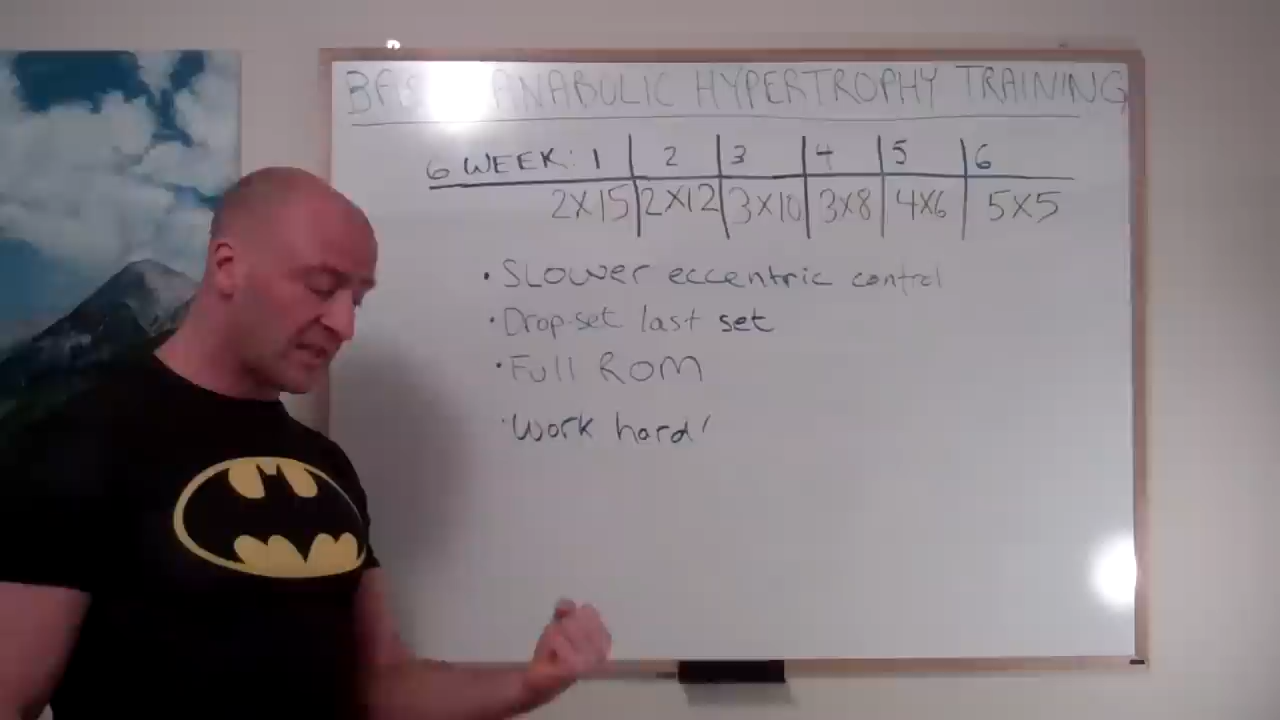 ANABOLIC HYPERTROPHY TRAINING
6 WEEK: 1 2 3 4 5 6
2X15 2X12 3X10 3X8 4X6 5X5
• SLOWER eccentric control
• Drop-set last set
• Full ROM
• Work hard!